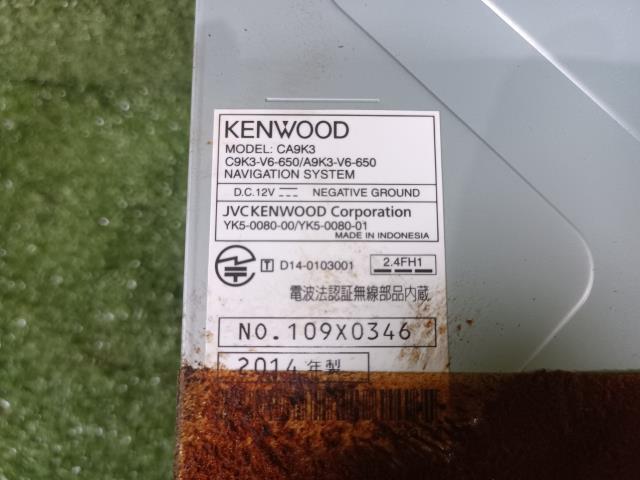 KENWOOD
MODEL: CA9K3
C9K3-V6-650/A9K3-V6-650
NAVIGATION SYSTEM
D.C.12V NEGATIVE GROUND
JVCKENWOOD Corporation
YK5-0080-00/YK5-0080-01
MADE IN INDONESIA
T D14-0103001 2.4FH1
電波法認証無線部品内蔵
NO.109X0346
2014年製